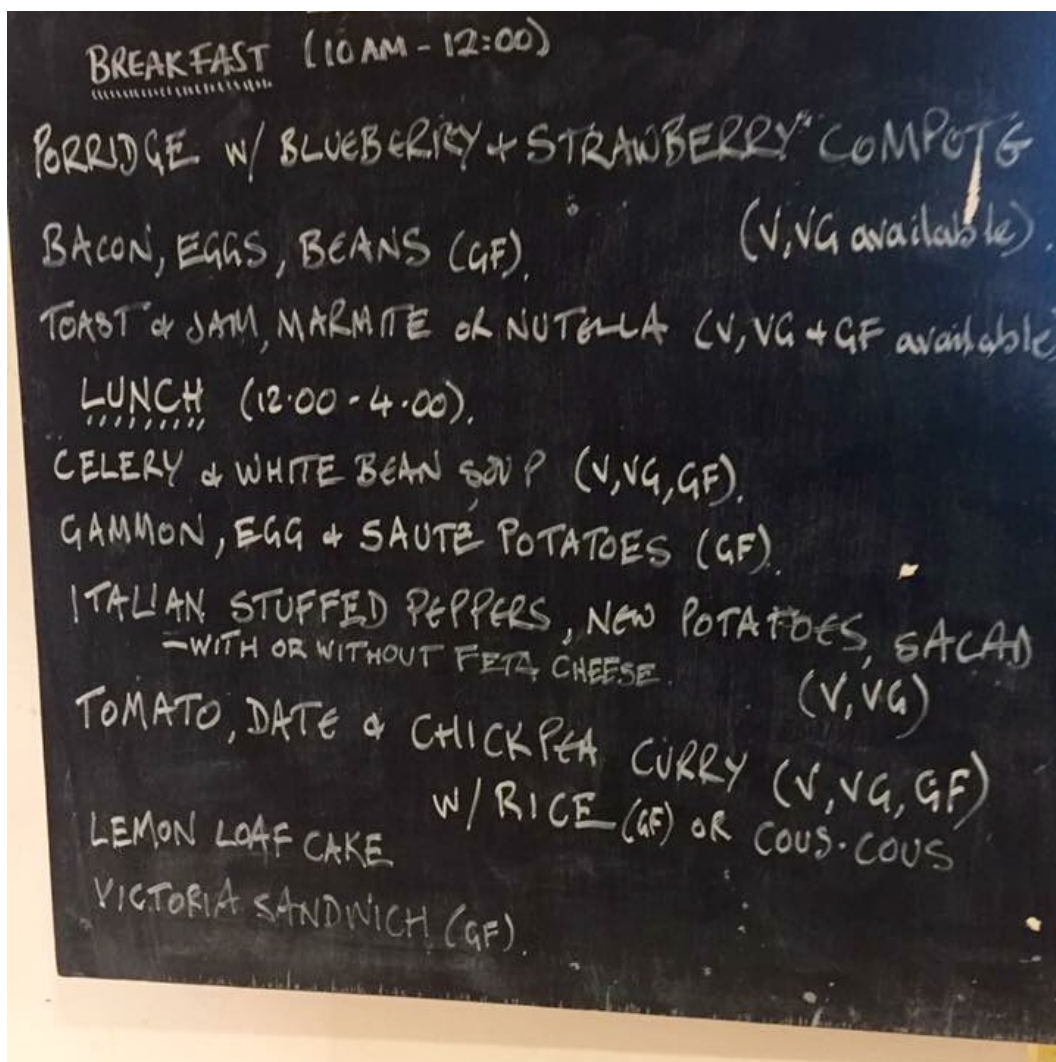 BREAKFAST (10 AM - 12:00)
PORRIDGE W/ BLUEBERRY + STRAWBERRY COMPOTE
(V, VG available).
BACON, EGGS, BEANS (GF).
TOAST & JAM, MARMITE OR NUTELLA (V, VG + GF available)
LUNCH (12.00 - 4.00).
CELERY & WHITE BEAN SOUP (V, VG, GF).
GAMMON, EGG + SAUTÉ POTATOES (GF).
ITALIAN STUFFED PEPPERS, NEW POTATOES, SALAD
- WITH OR WITHOUT FETA CHEESE.
(V, VG)
TOMATO, DATE & CHICKPEA CURRY (V, VG, GF)
W/ RICE (GF) OR COUS-COUS
LEMON LOAF CAKE
VICTORIA SANDWICH (GF).